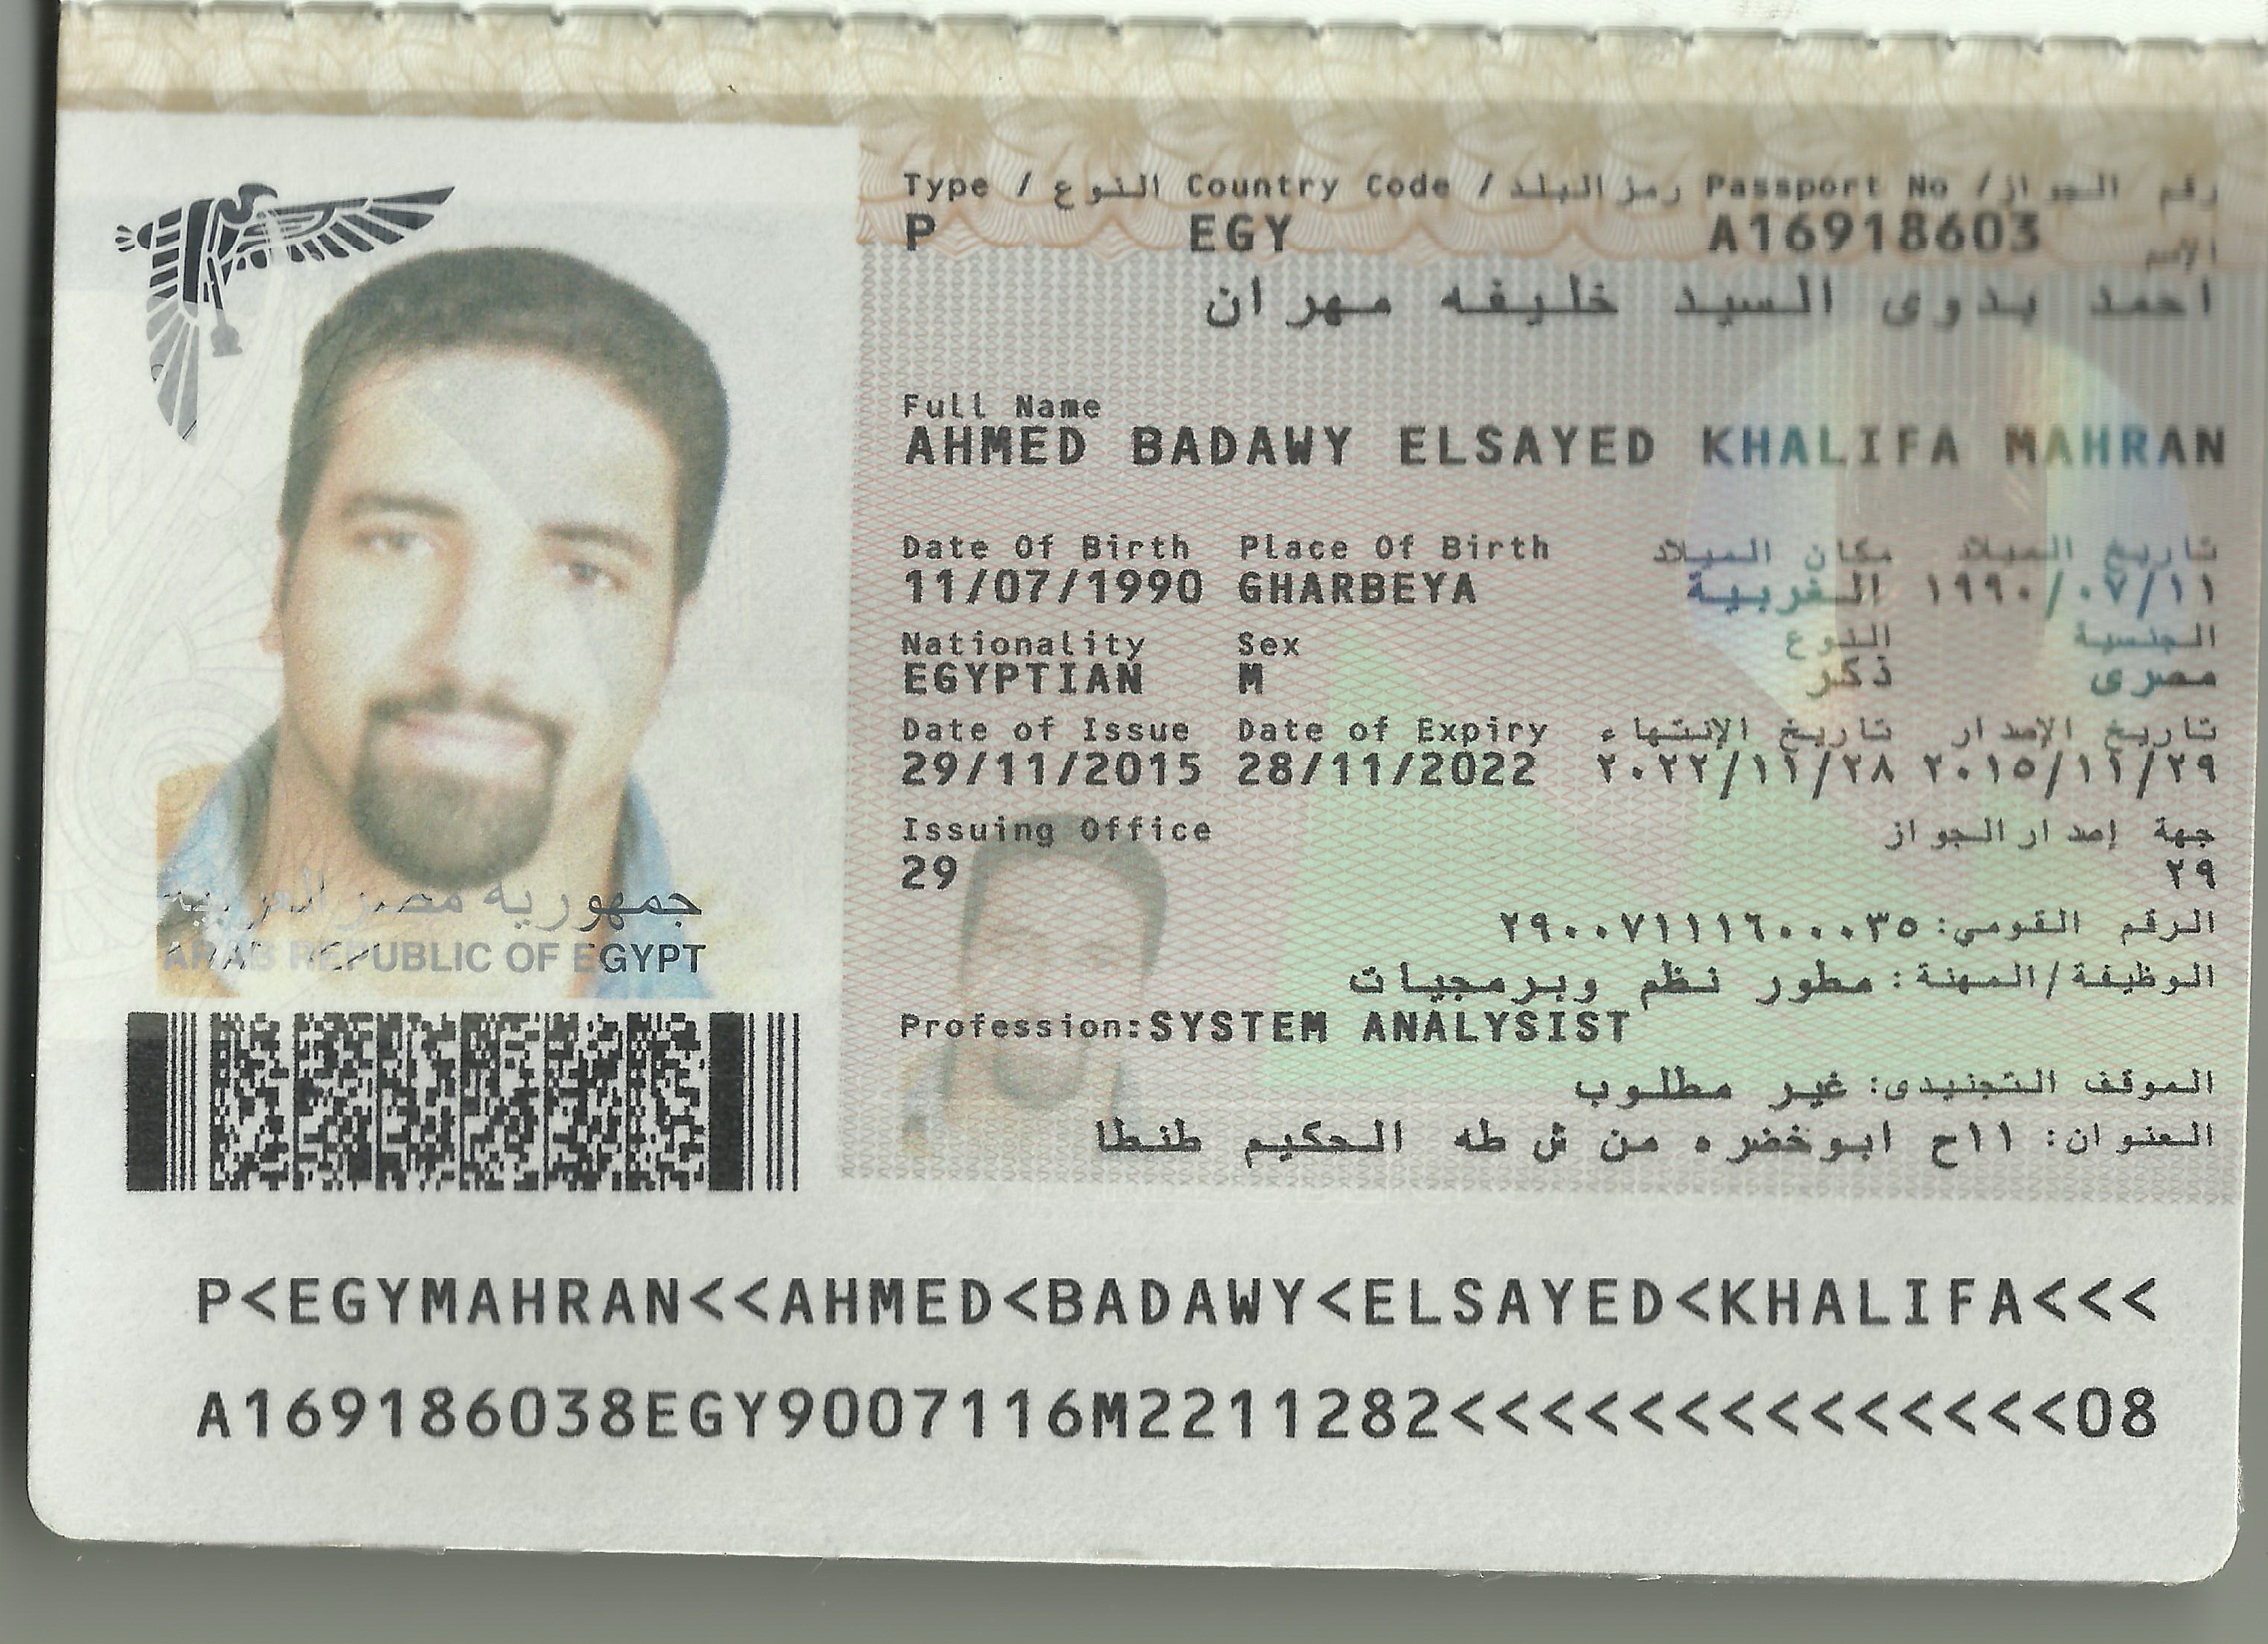 Type / النوع Country Code / رمز البلد Passport No / رقم الجواز
P EGY A16918603
الإسم
احمد بدوى السيد خليفه مهران
Full Name
AHMED BADAWY ELSAYED KHALIFA MAHRAN
Date Of Birth Place Of Birth مكان الميلاد تاريخ الميلاد
11/07/1990 GHARBEYA الغربية ١٩٩٠/٠٧/١١
Nationality Sex النوع الجنسية
EGYPTIAN M ذكر مصرى
Date of Issue Date of Expiry تاريخ الإنتهاء تاريخ الإصدار
29/11/2015 28/11/2022 ٢٠٢٢/١١/٢٨ ٢٠١٥/١١/٢٩
Issuing Office جهة إصدار الجواز
29 ٢٩
الرقم القومي: ٢٩٠٠٧١١١٦٠٠٠٣٥
الوظيفة/المهنة: مطور نظم وبرمجيات
Profession:SYSTEM ANALYSIST
الموقف التجنيدى: غير مطلوب
العنوان: ١١ح ابوخضره من ش طه الحكيم طنطا
جمهورية مصر العربية
ARAB REPUBLIC OF EGYPT
P<EGYMAHRAN<<AHMED<BADAWY<ELSAYED<KHALIFA<<<
A169186038EGY9007116M2211282<<<<<<<<<<<<<<08